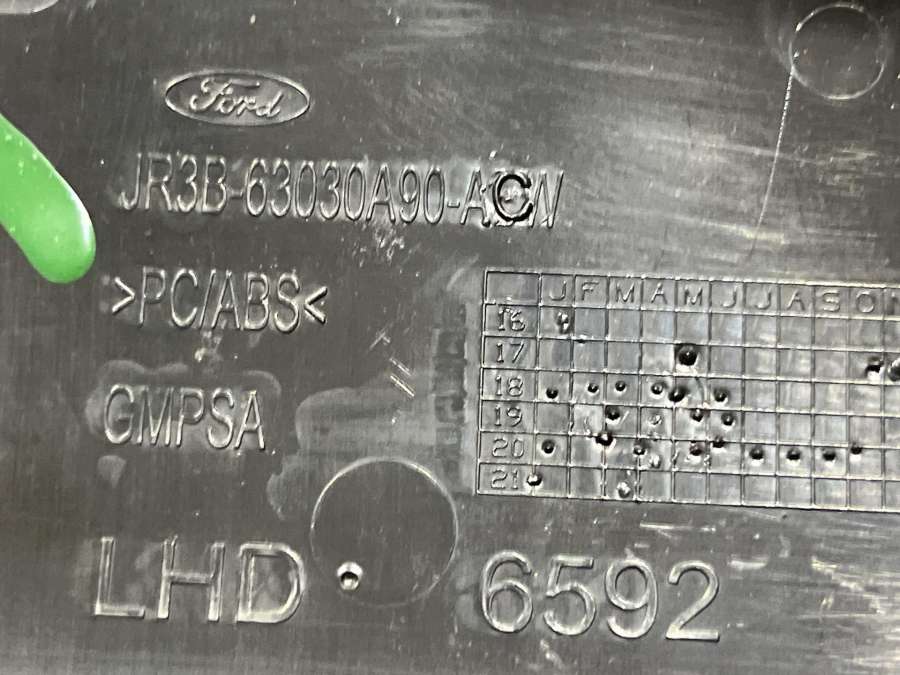 Ford
JR3B-63030A90-ACW
>PC/ABS<
GMPSA
J F M A M J J A S O N
16
17
18
19
20
21
LHD 6592